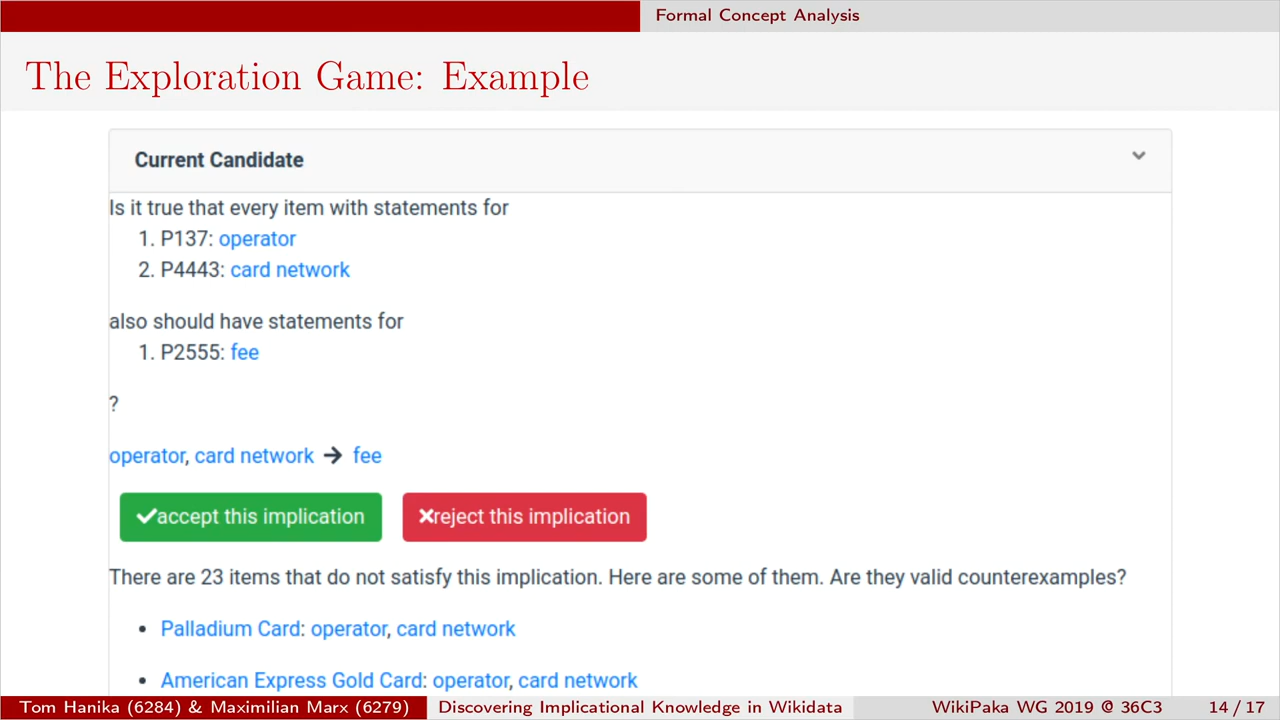 Formal Concept Analysis
The Exploration Game: Example
Current Candidate
Is it true that every item with statements for
1. P137: operator
2. P4443: card network
also should have statements for
1. P2555: fee
?
operator, card network → fee
✔accept this implication ✖reject this implication
There are 23 items that do not satisfy this implication. Here are some of them. Are they valid counterexamples?
• Palladium Card: operator, card network
• American Express Gold Card: operator, card network
Tom Hanika (6284) & Maximilian Marx (6279) Discovering Implicational Knowledge in Wikidata WikiPaka WG 2019 @ 36C3 14 / 17